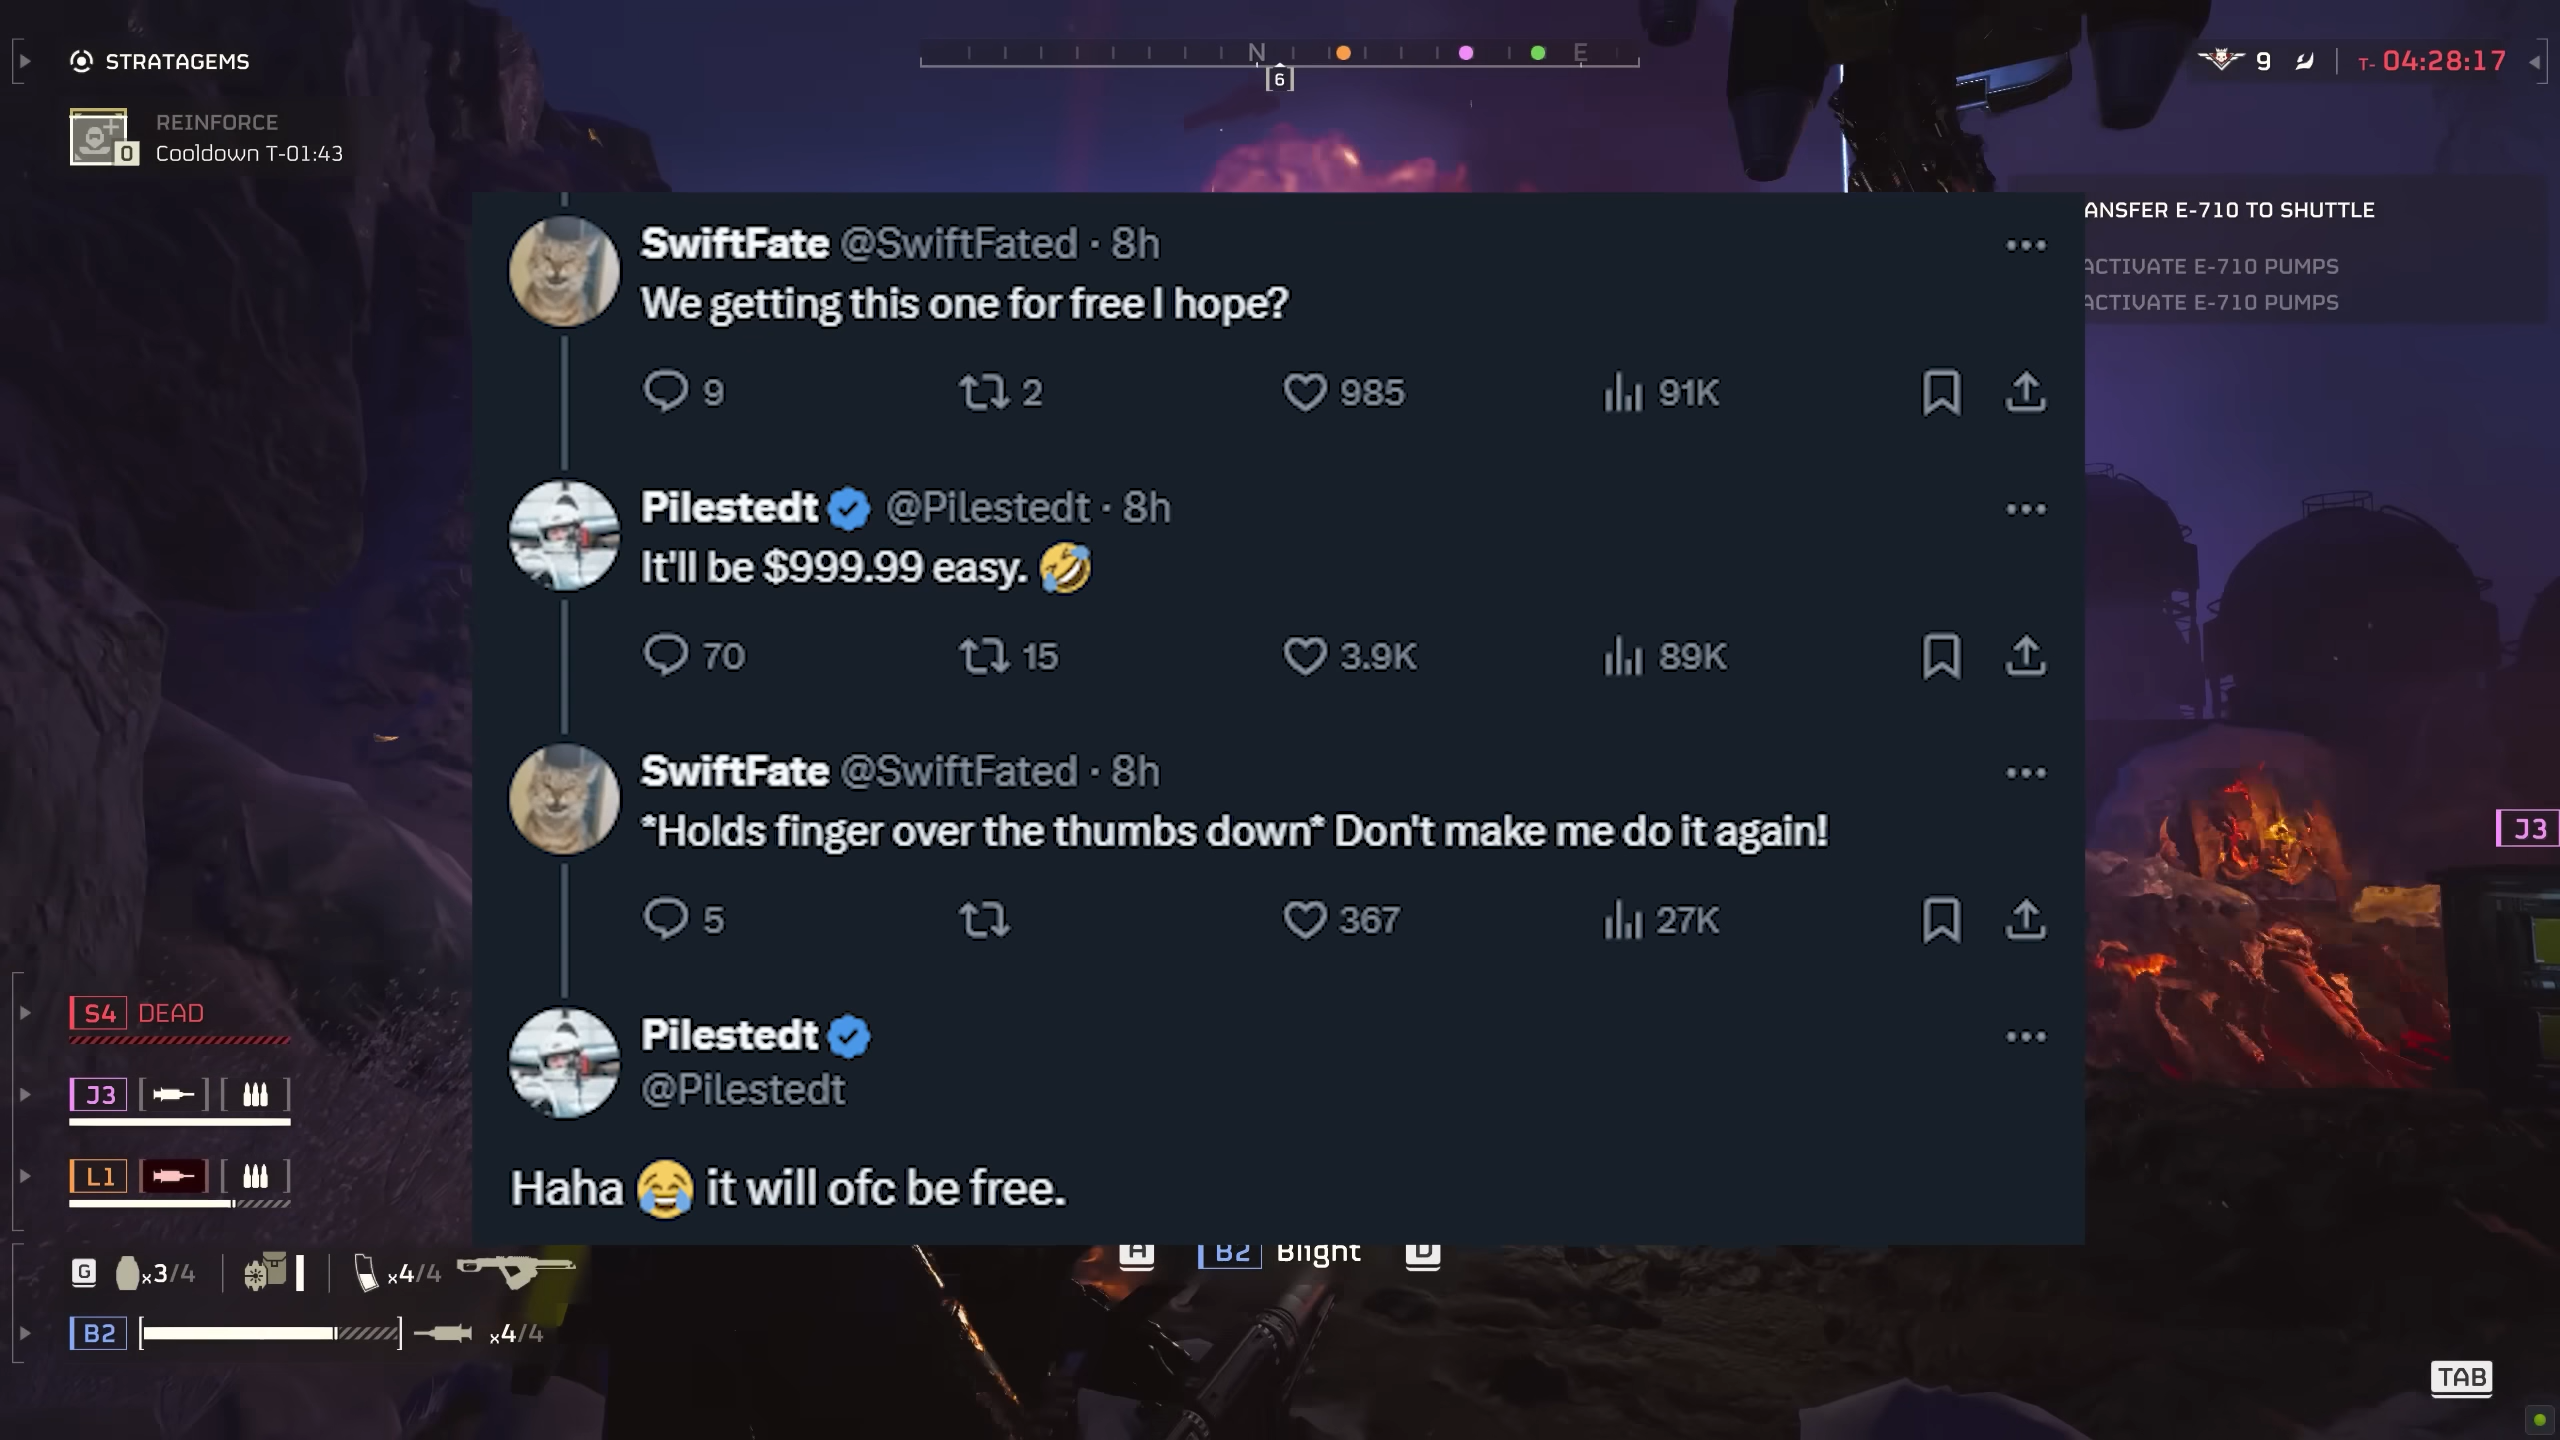 STRATAGEMS
N
E
[6]
9
T- 04:28:17
REINFORCE
0
Cooldown T-01:43
ANSFER E-710 TO SHUTTLE
ACTIVATE E-710 PUMPS
ACTIVATE E-710 PUMPS
SwiftFate @SwiftFated · 8h
We getting this one for free I hope?
9 2 985 91K
Pilestedt @Pilestedt · 8h
It'll be $999.99 easy. 🤣
70 15 3.9K 89K
SwiftFate @SwiftFated · 8h
*Holds finger over the thumbs down* Don't make me do it again!
5 367 27K
Pilestedt
@Pilestedt
Haha 😂 it will ofc be free.
J3
S4 DEAD
J3
L1
G x3/4 x4/4
B2 x4/4
A B2 Blight D
TAB